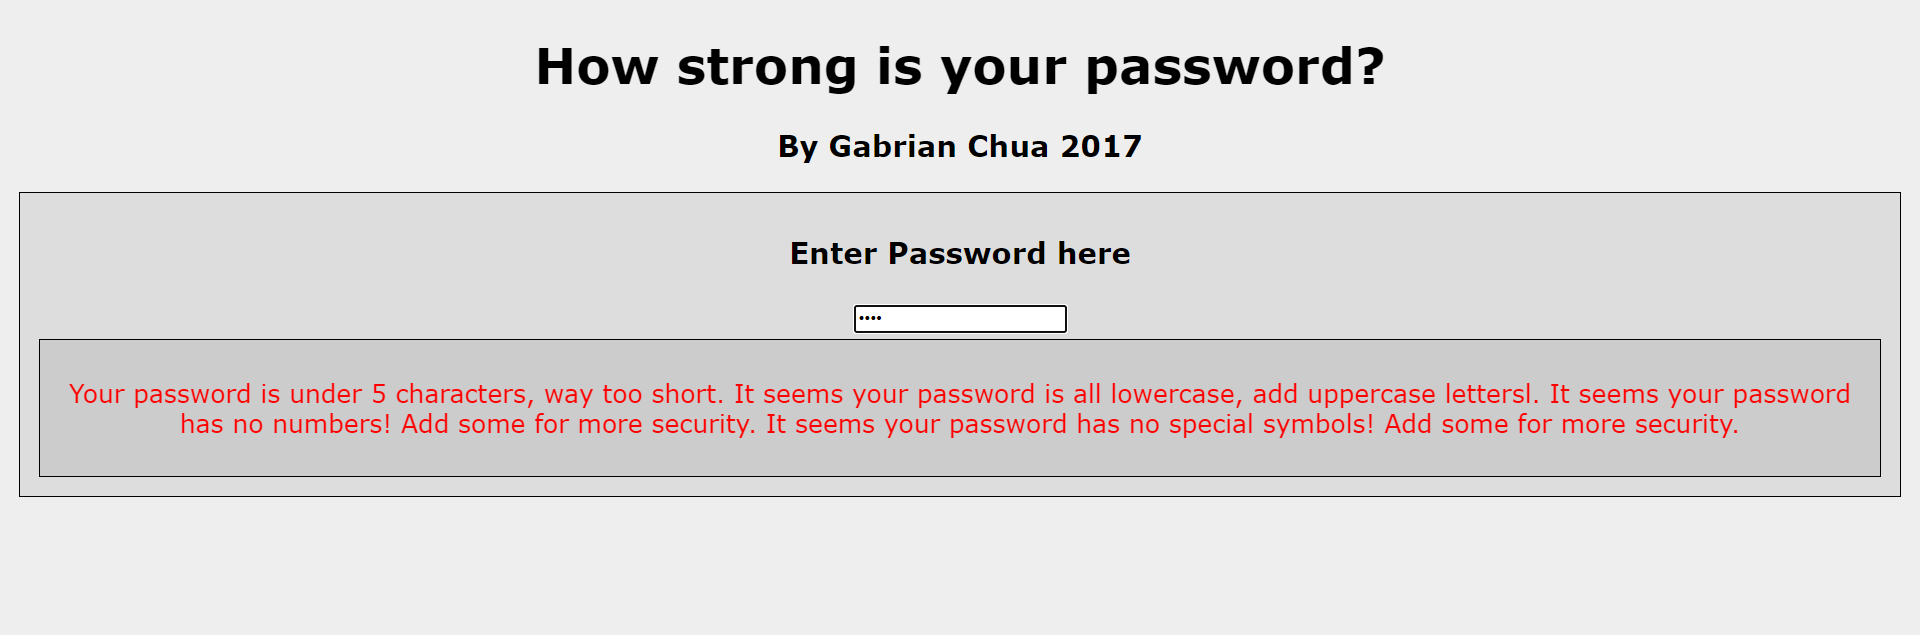 How strong is your password?
By Gabrian Chua 2017
Enter Password here
••••
Your password is under 5 characters, way too short. It seems your password is all lowercase, add uppercase lettersl. It seems your password
has no numbers! Add some for more security. It seems your password has no special symbols! Add some for more security.